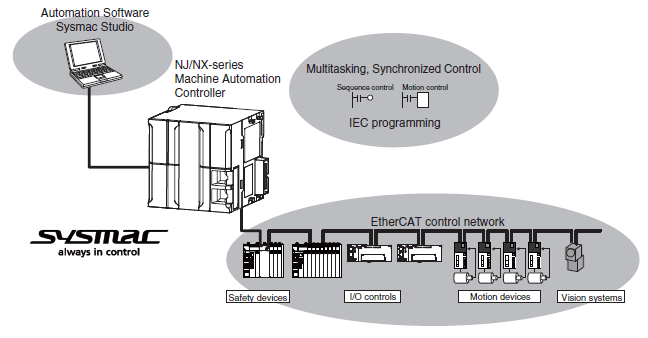 Automation Software
Sysmac Studio
NJ/NX-series
Machine Automation
Controller
Multitasking, Synchronized Control
Sequence control Motion control
IEC programming
EtherCAT control network
sysmac
always in control
Safety devices I/O controls Motion devices Vision systems